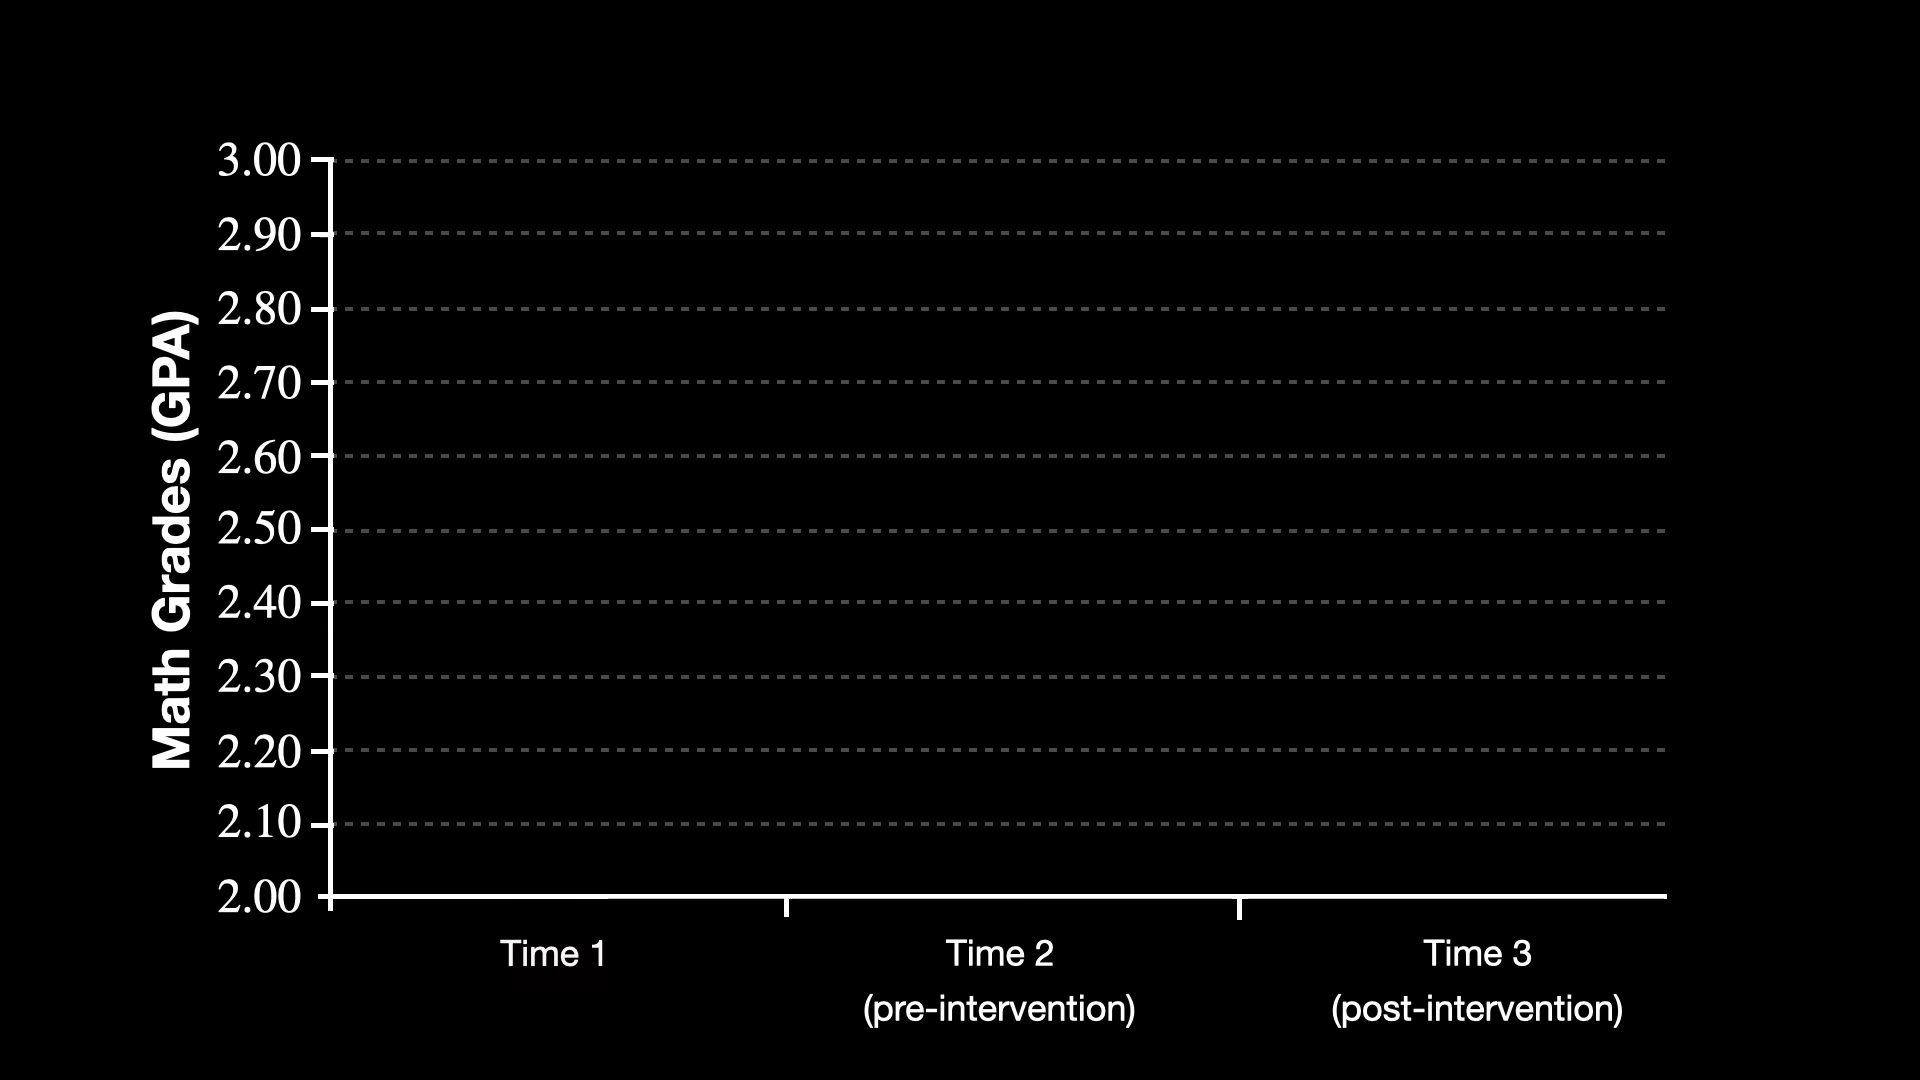 Math Grades (GPA)
3.00
2.90
2.80
2.70
2.60
2.50
2.40
2.30
2.20
2.10
2.00
Time 1
Time 2
(pre-intervention)
Time 3
(post-intervention)